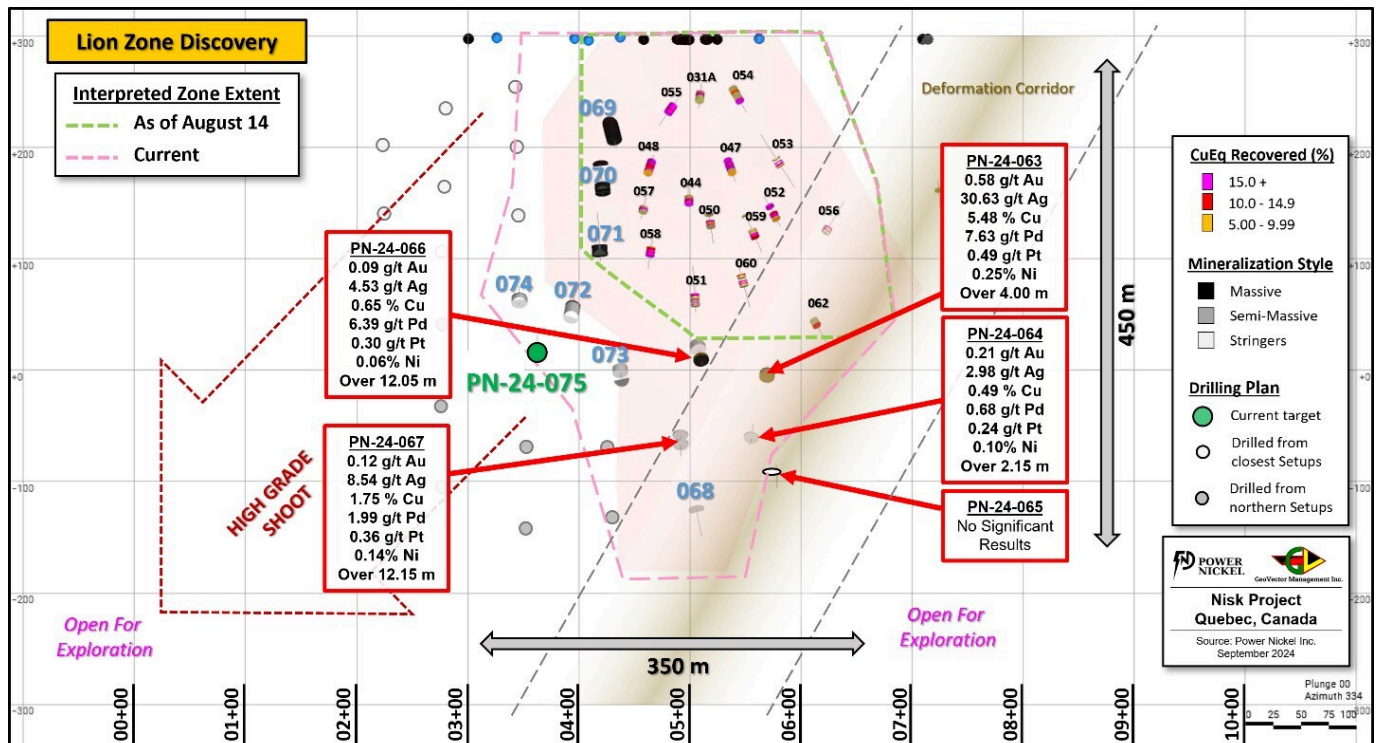 Lion Zone Discovery
Interpreted Zone Extent
As of August 14
Current
+300
+200
+100
+0
-100
-200
-300
+300
+200
+100
+0
-100
-200
-300
Deformation Corridor
031A
054
055
069
048
047
053
070
057
044
052
050
059
056
071
058
051
060
074
072
062
073
PN-24-075
068
PN-24-066
0.09 g/t Au
4.53 g/t Ag
0.65 % Cu
6.39 g/t Pd
0.30 g/t Pt
0.06% Ni
Over 12.05 m
PN-24-067
0.12 g/t Au
8.54 g/t Ag
1.75 % Cu
1.99 g/t Pd
0.36 g/t Pt
0.14% Ni
Over 12.15 m
PN-24-063
0.58 g/t Au
30.63 g/t Ag
5.48 % Cu
7.63 g/t Pd
0.49 g/t Pt
0.25% Ni
Over 4.00 m
PN-24-064
0.21 g/t Au
2.98 g/t Ag
0.49 % Cu
0.68 g/t Pd
0.24 g/t Pt
0.10% Ni
Over 2.15 m
PN-24-065
No Significant
Results
HIGH GRADE
SHOOT
Open For
Exploration
Open For
Exploration
350 m
450 m
CuEq Recovered (%)
15.0 +
10.0 - 14.9
5.00 - 9.99
Mineralization Style
Massive
Semi-Massive
Stringers
Drilling Plan
Current target
Drilled from
closest Setups
Drilled from
northern Setups
POWER
NICKEL
GeoVector Management Inc.
Nisk Project
Quebec, Canada
Source: Power Nickel Inc.
September 2024
Plunge 00
Azimuth 334
0 25 50 75 100
00+00
01+00
02+00
03+00
04+00
05+00
06+00
07+00
08+00
09+00
10+00